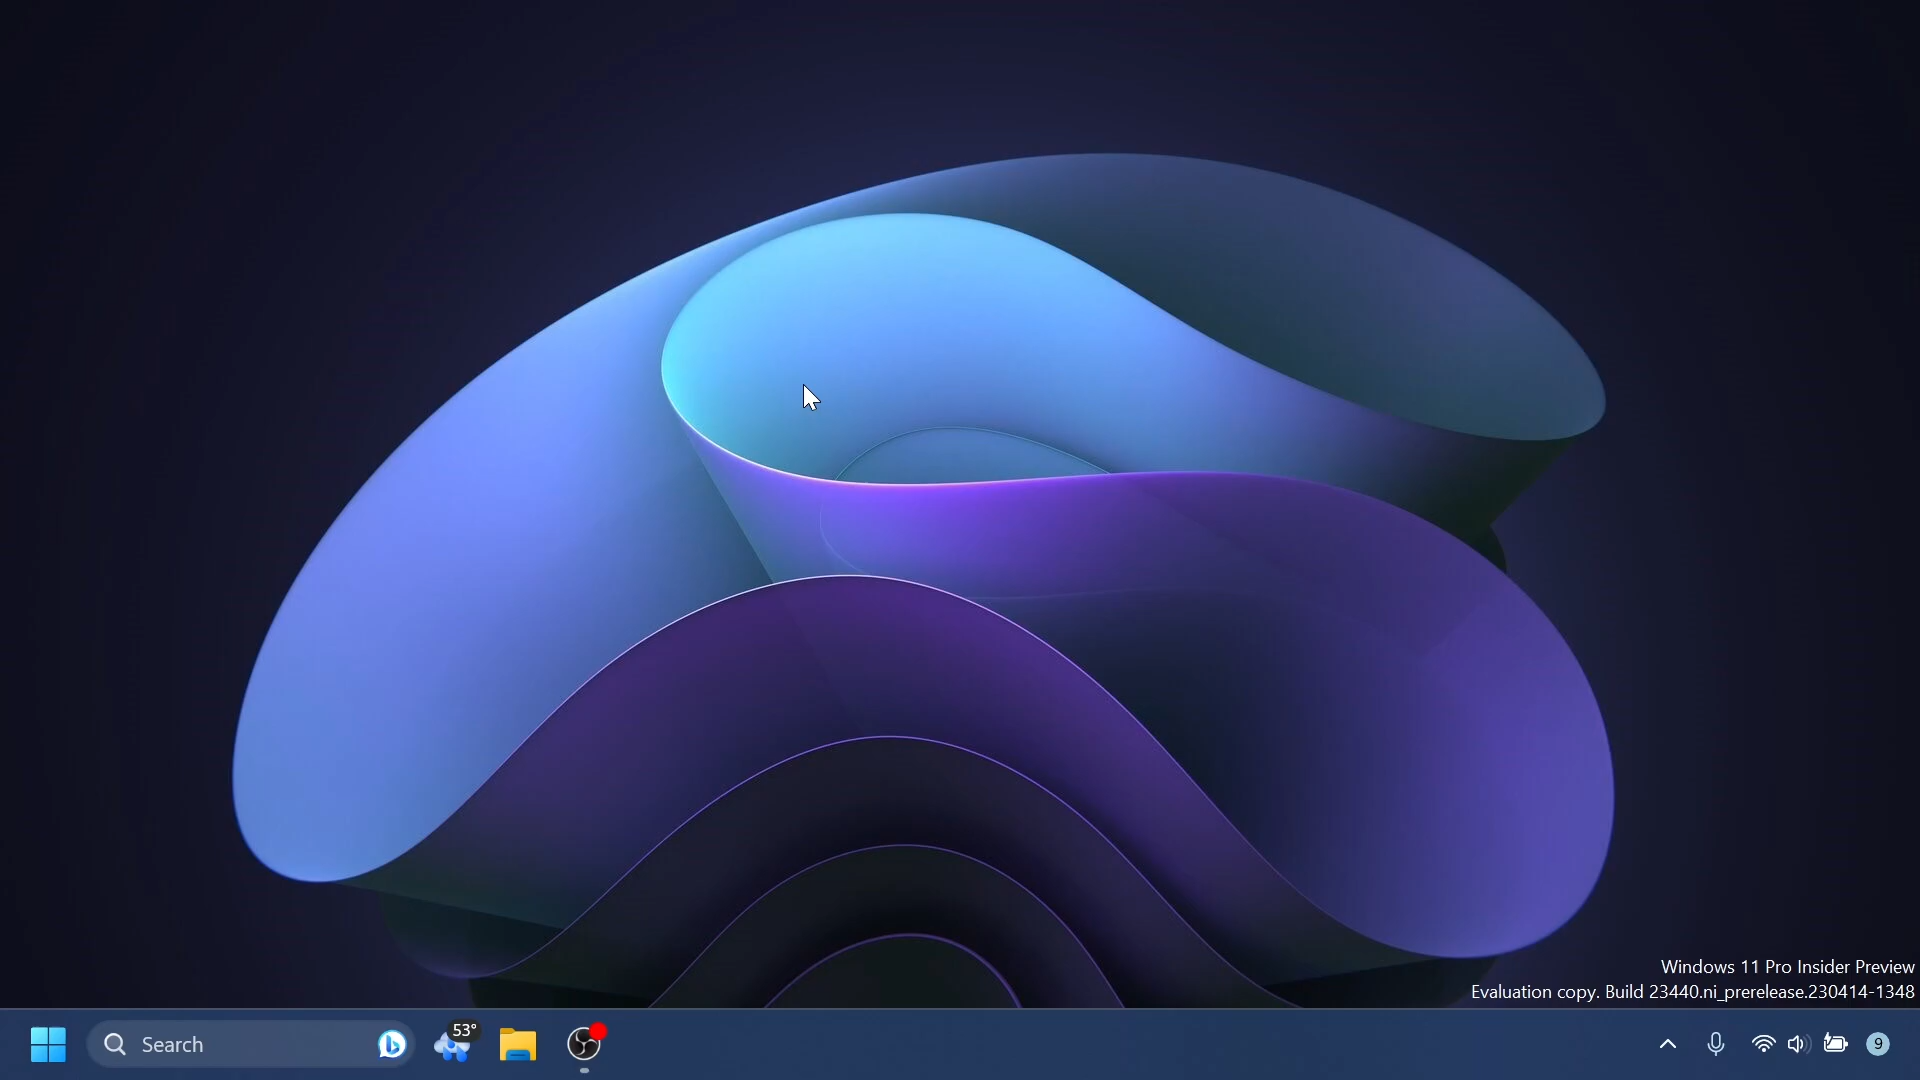 Windows 11 Pro Insider Preview
Evaluation copy. Build 23440.ni_prerelease.230414-1348
Search
53°
9